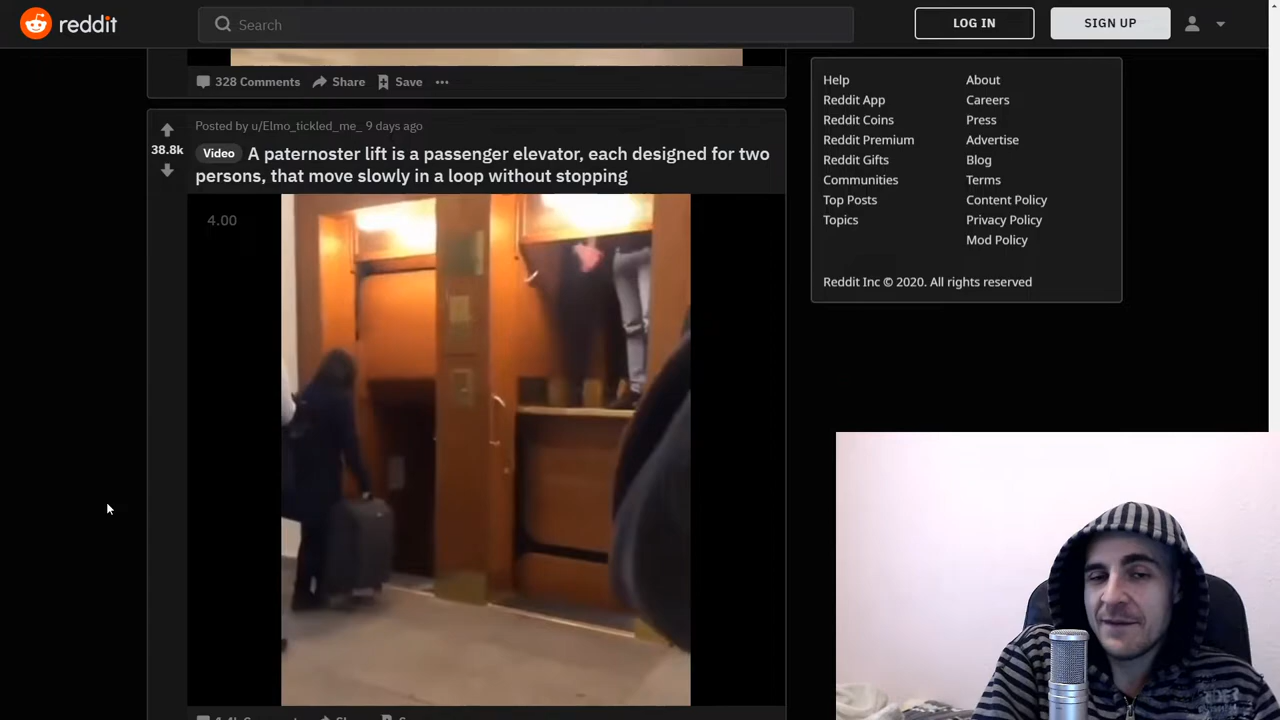 reddit
Search
LOG IN
SIGN UP
328 Comments
Share
Save
Posted by u/Elmo_tickled_me_ 9 days ago
38.8k
Video
A paternoster lift is a passenger elevator, each designed for two
persons, that move slowly in a loop without stopping
4.00
Help
About
Reddit App
Careers
Reddit Coins
Press
Reddit Premium
Advertise
Reddit Gifts
Blog
Communities
Terms
Top Posts
Content Policy
Topics
Privacy Policy
Mod Policy
Reddit Inc © 2020. All rights reserved